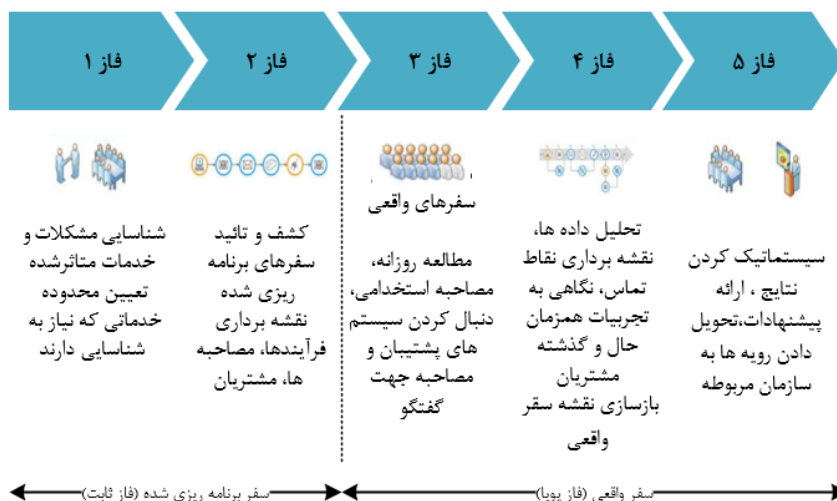 فاز ۱
فاز ۲
فاز ۳
فاز ۴
فاز ۵
شناسایی مشکلات و
خدمات متاثرشده
تعیین محدوده
خدماتی که نیاز به
شناسایی دارند
کشف و تائید
سفرهای برنامه
ریزی شده
نقشه برداری
فرآیندها، مصاحبه
ها، مشتریان
سفرهای واقعی
مطالعه روزانه،
مصاحبه استخدامی،
دنبال کردن سیستم
های پشتیبان و
مصاحبه جهت
گفتگو
تحلیل داده ها،
نقشه برداری نقاط
تماس، نگاهی به
تجربیات همزمان
حال و گذشته
مشتریان
بازسازی نقشه سقر
واقعی
سیستماتیک کردن
نتایج ، ارائه
پیشنهادات،تحویل
دادن رویه ها به
سازمان مربوطه
سفر برنامه ریزی شده (فاز ثابت)
سفر واقعی (فاز پویا)